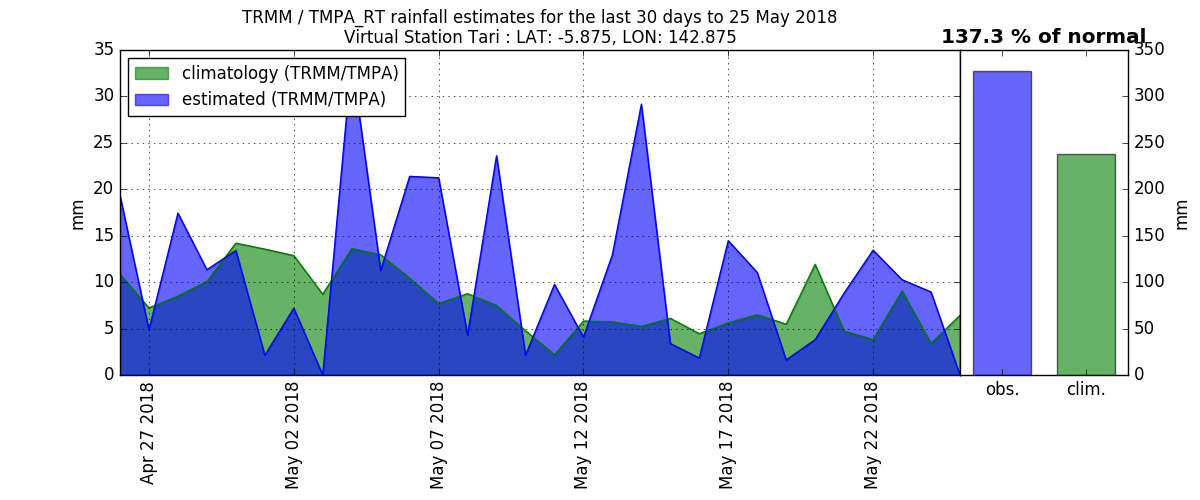 TRMM / TMPA_RT rainfall estimates for the last 30 days to 25 May 2018
Virtual Station Tari : LAT: -5.875, LON: 142.875
137.3 % of normal
climatology (TRMM/TMPA)
estimated (TRMM/TMPA)
35
30
25
20
15
10
5
0
mm
Apr 27 2018
May 02 2018
May 07 2018
May 12 2018
May 17 2018
May 22 2018
350
300
250
200
150
100
50
0
mm
obs.
clim.